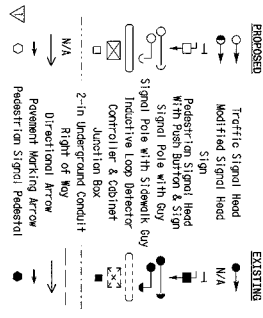 PROPOSED
EXISTING
Traffic Signal Head
Modified Signal Head
N/A
Sign
Pedestrian Signal Head
With Push Button & Sign
Signal Pole with Guy
Signal Pole with Sidewalk Guy
Inductive Loop Detector
Controller & Cabinet
Junction Box
2-in Underground Conduit
Right of Way
N/A
Directional Arrow
Pavement Marking Arrow
Pedestrian Signal Pedestal